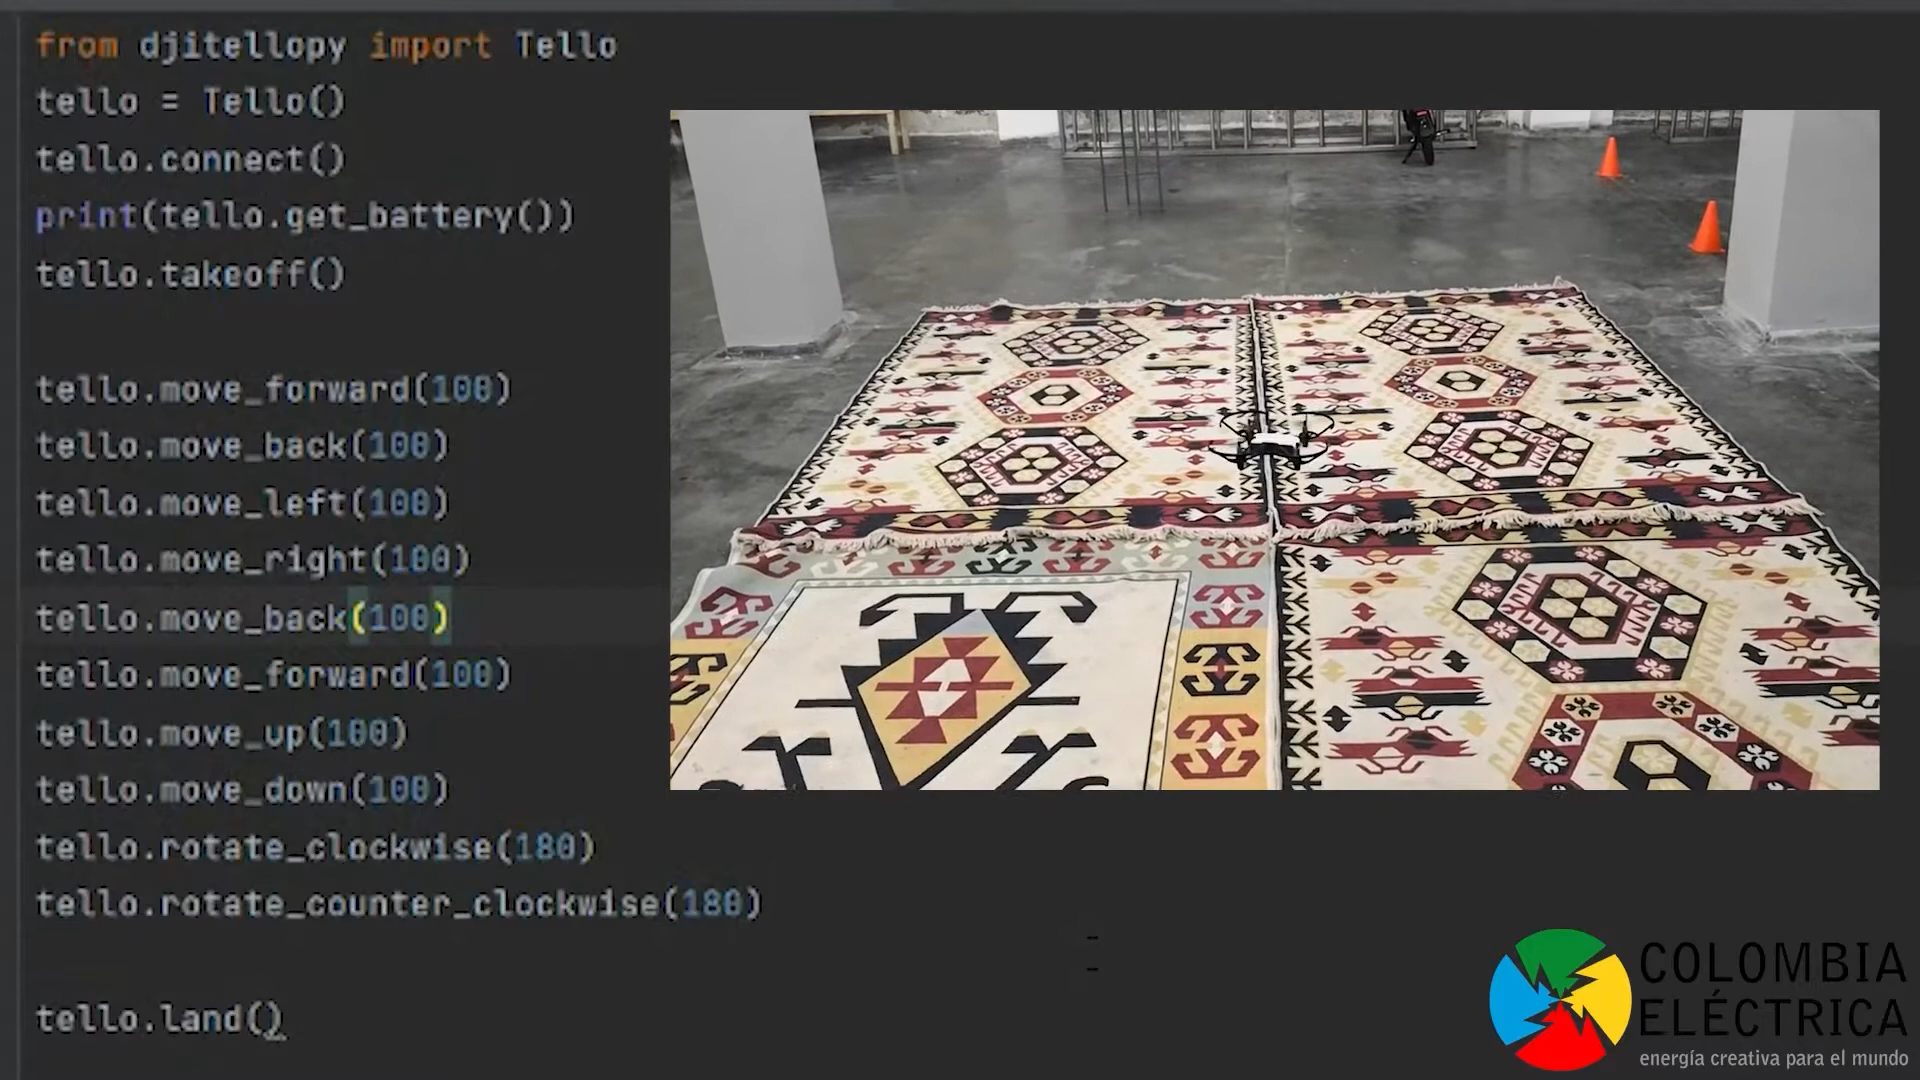 from djitellopy import Tello
tello = Tello()
tello.connect()
print(tello.get_battery())
tello.takeoff()
tello.move_forward(100)
tello.move_back(100)
tello.move_left(100)
tello.move_right(100)
tello.move_back(100)
tello.move_forward(100)
tello.move_up(100)
tello.move_down(100)
tello.rotate_clockwise(180)
tello.rotate_counter_clockwise(180)
tello.land()
COLOMBIA
ELÉCTRICA
energía creativa para el mundo